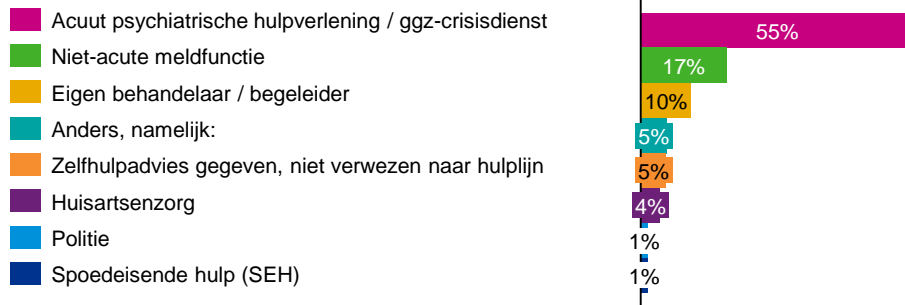 Acuut psychiatrische hulpverlening / ggz-crisisdienst 55%
Niet-acute meldfunctie 17%
Eigen behandelaar / begeleider 10%
Anders, namelijk: 5%
Zelfhulpadvies gegeven, niet verwezen naar hulplijn 5%
Huisartsenzorg 4%
Politie 1%
Spoedeisende hulp (SEH) 1%